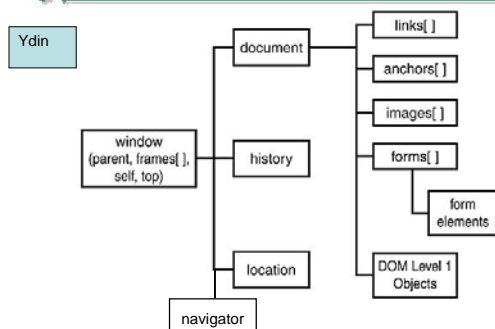 Ydin
window
(parent, frames[ ],
self, top)
document
history
location
navigator
links[ ]
anchors[ ]
images[ ]
forms[ ]
form
elements
DOM Level 1
Objects